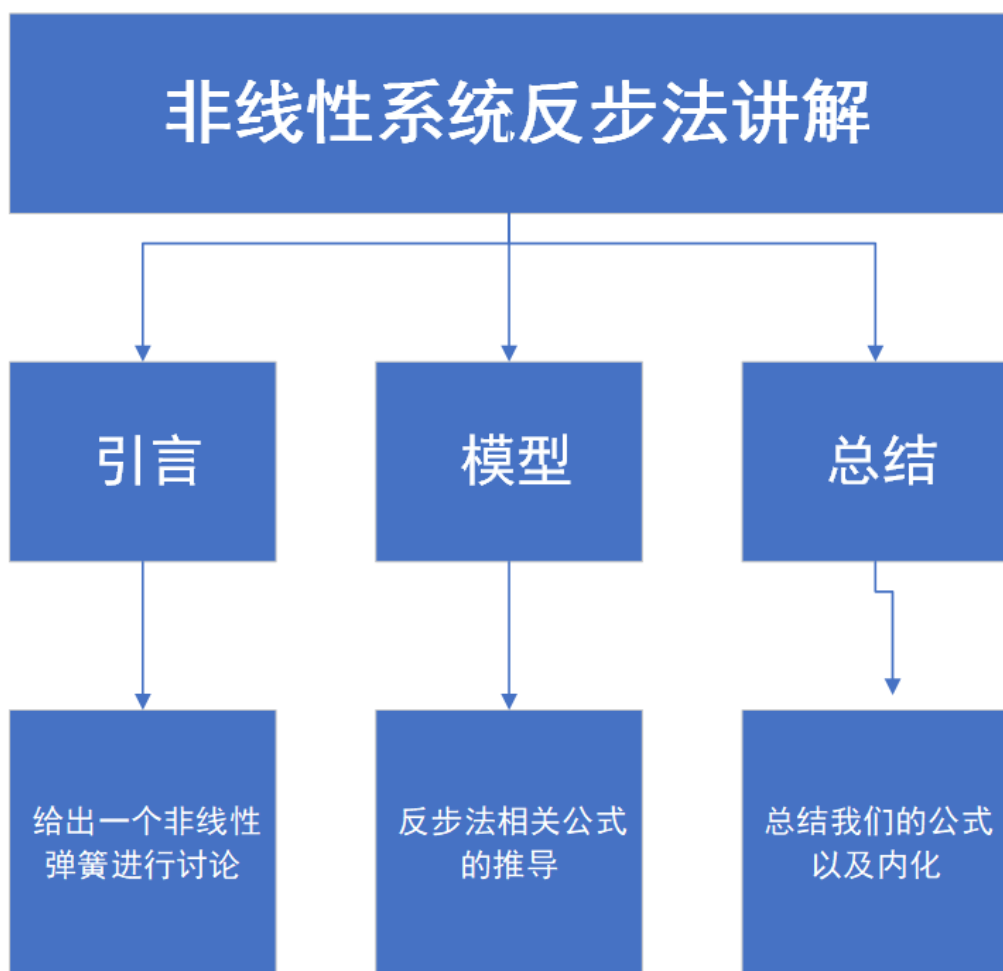 非线性系统反步法讲解
引言
模型
总结
给出一个非线性
弹簧进行讨论
反步法相关公式
的推导
总结我们的公式
以及内化